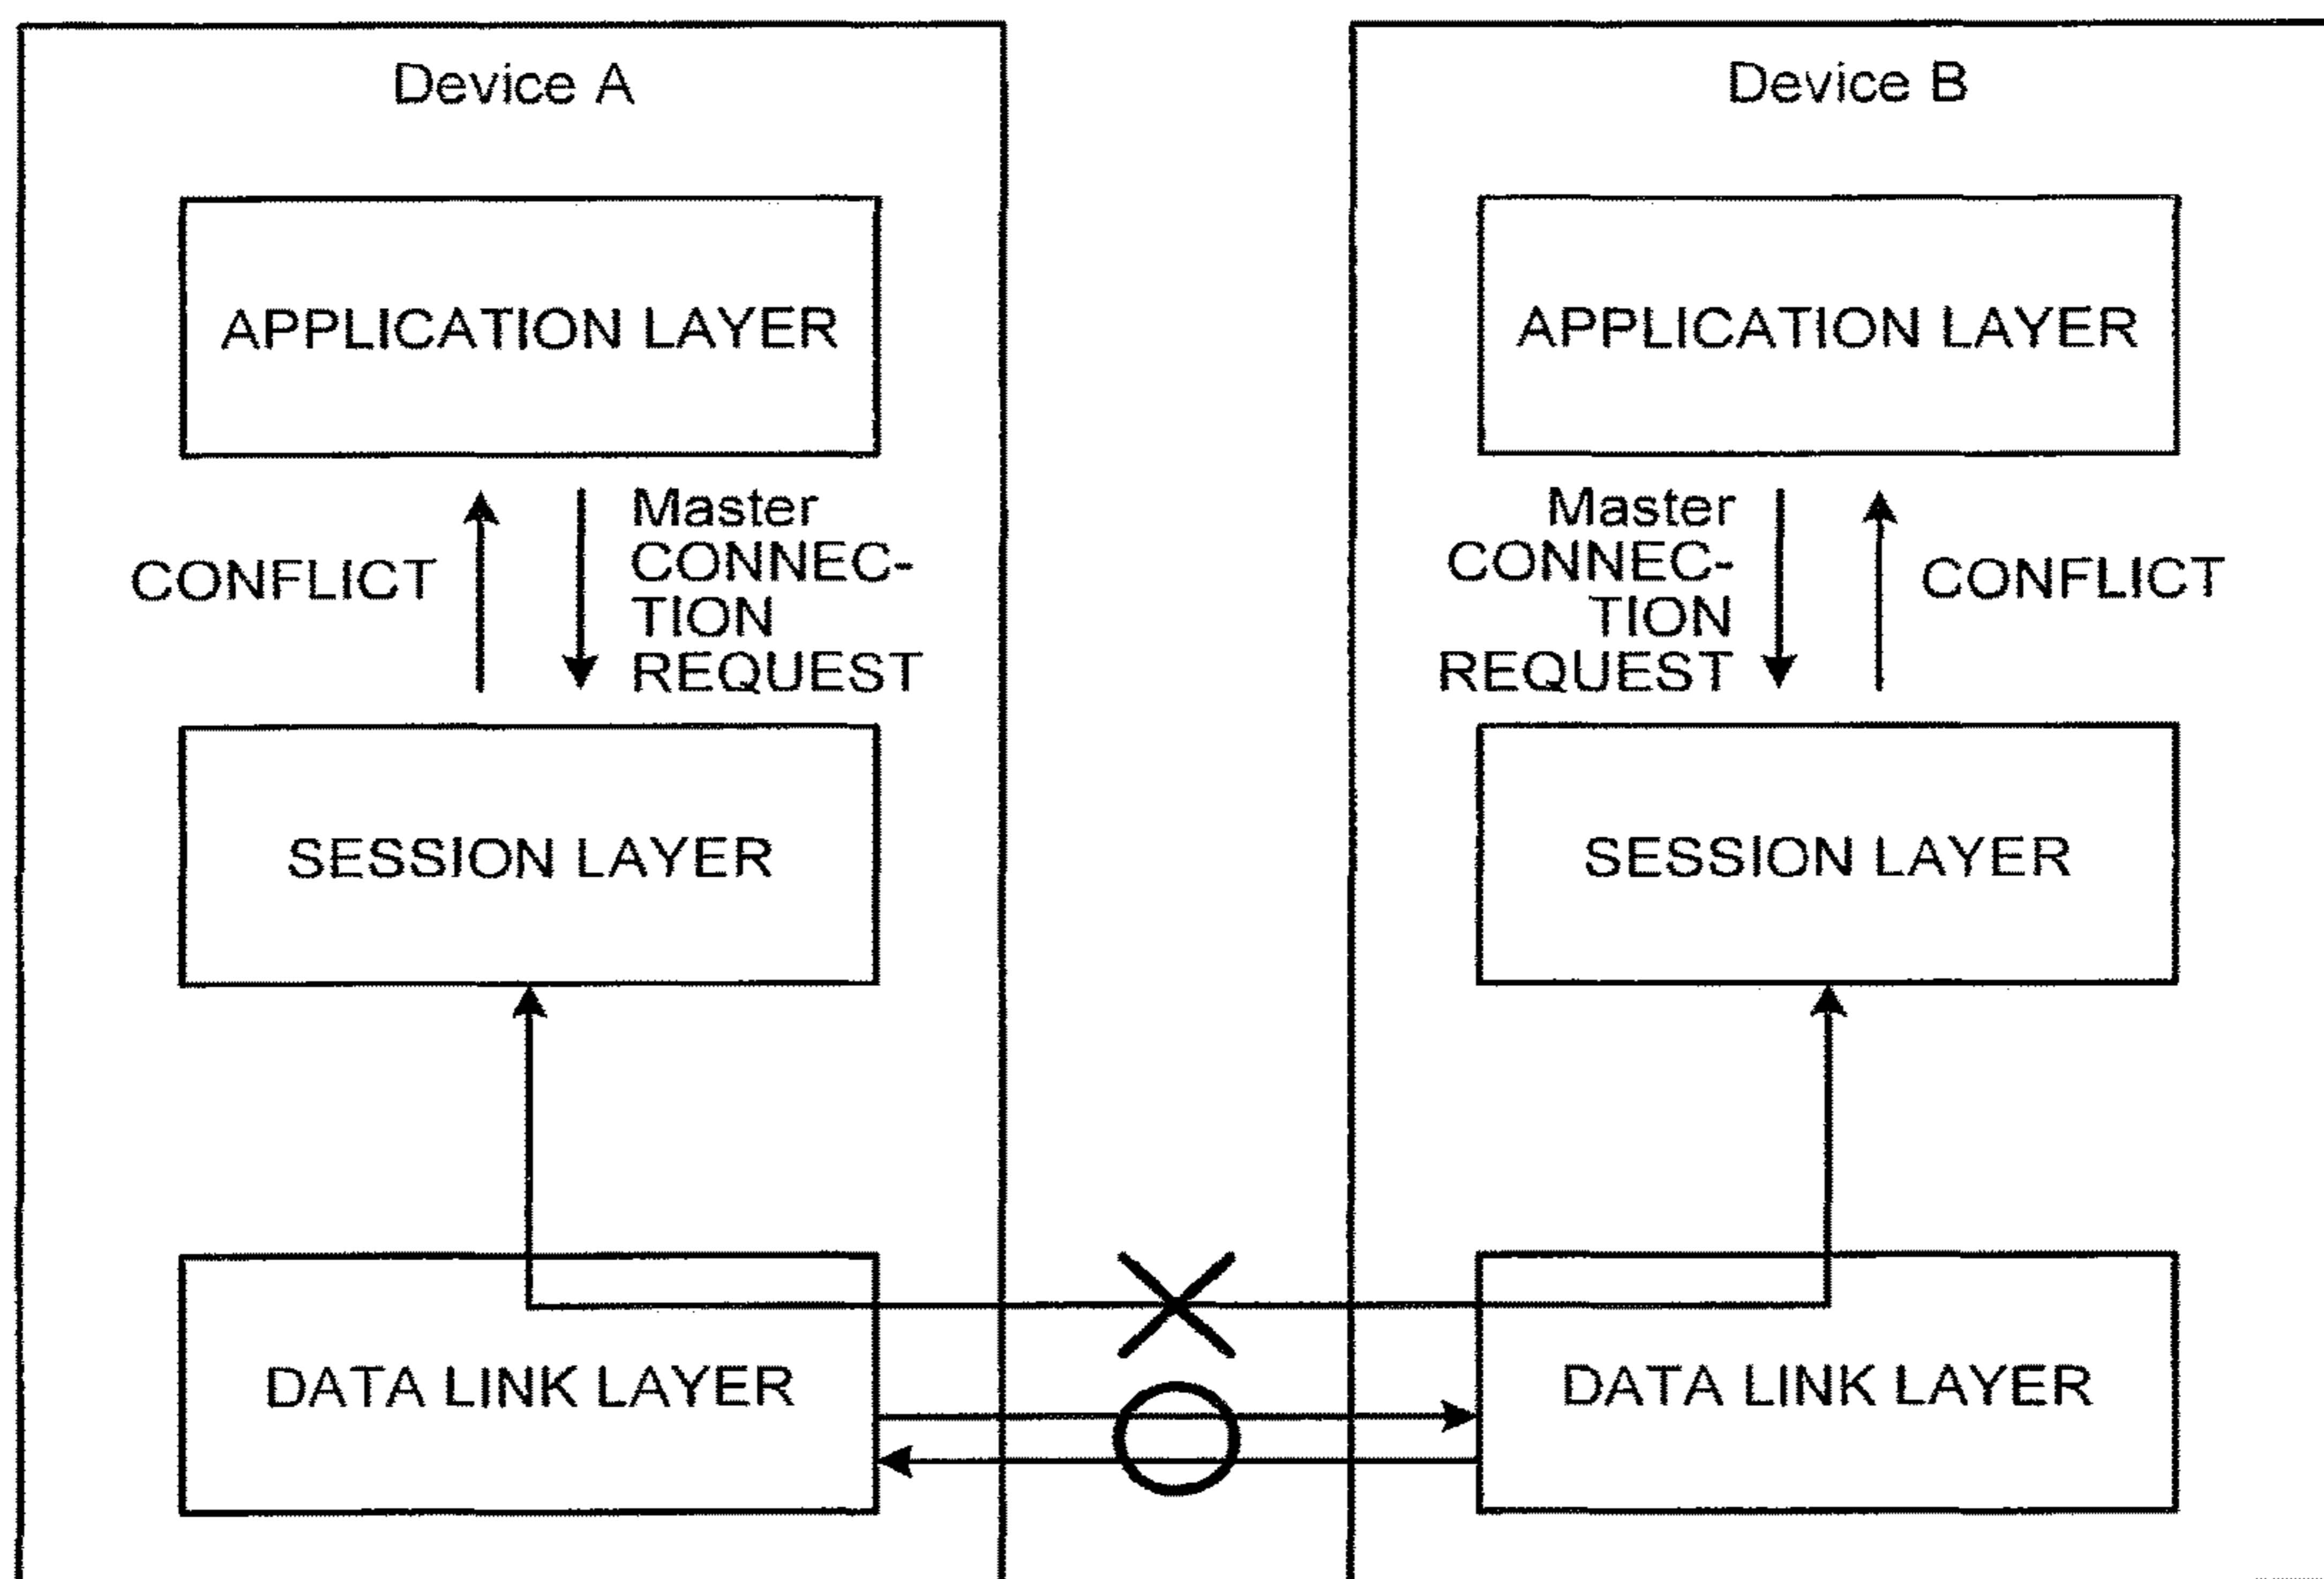 Device A
APPLICATION LAYER
CONFLICT
Master
CONNEC-
TION
REQUEST
SESSION LAYER
DATA LINK LAYER
Device B
APPLICATION LAYER
Master
CONNEC-
TION
REQUEST
CONFLICT
SESSION LAYER
DATA LINK LAYER